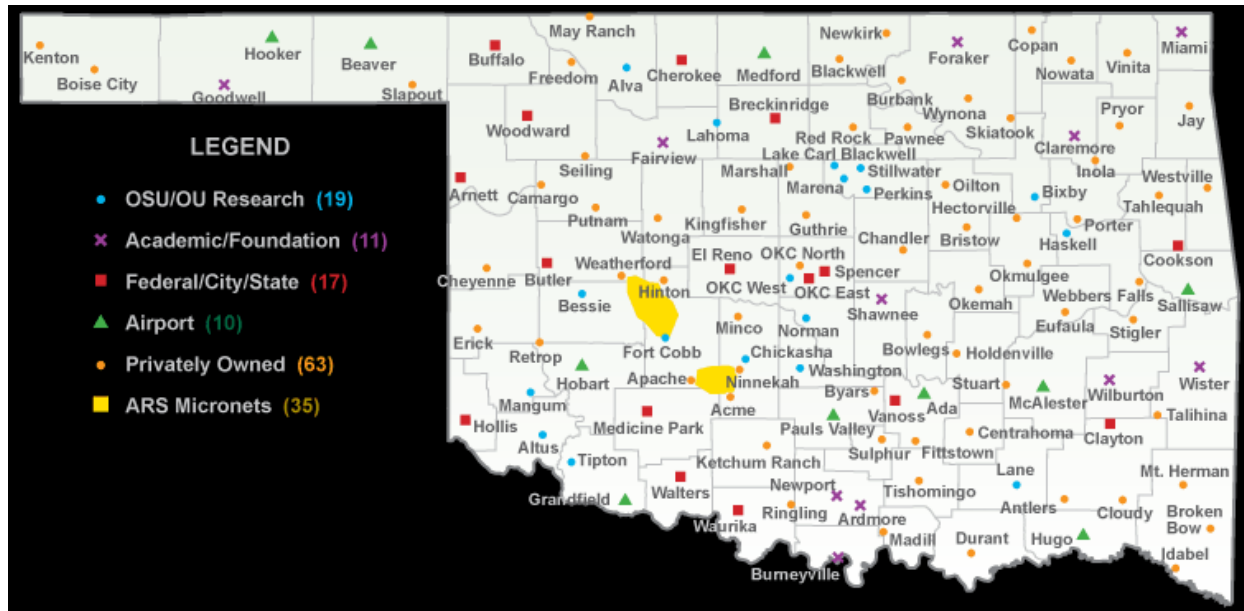 May Ranch
Newkirk
Copan
Miami
Kenton
Hooker
Beaver
Buffalo
Cherokee
Medford
Blackwell
Foraker
Nowata
Vinita
Boise City
Goodwell
Slapout
Freedom
Alva
Burbank
Wynona
Breckinridge
Pryor
Jay
Woodward
Lahoma
Red Rock
Pawnee
Skiatook
Claremore
LEGEND
Fairview
Lake Carl Blackwell
Inola
Seiling
Marshall
Stillwater
Westville
Arnett
Camargo
Marena
Perkins
Oilton
Bixby
Tahlequah
OSU/OU Research (19)
Putnam
Kingfisher
Guthrie
Hectorville
Porter
Watonga
Chandler
Bristow
Haskell
Academic/Foundation (11)
El Reno
OKC North
Cookson
Weatherford
Spencer
Okmulgee
Federal/City/State (17)
Cheyenne
Butler
Hinton
OKC West
OKC East
Okemah
Webbers Falls
Bessie
Shawnee
Sallisaw
Airport (10)
Minco
Norman
Eufaula
Stigler
Erick
Retrop
Fort Cobb
Chickasha
Bowlegs
Holdenville
Privately Owned (63)
Hobart
Apache
Ninnekah
Washington
Byars
Stuart
Wister
ARS Micronets (35)
Mangum
Acme
Vanoss
Ada
McAlester
Wilburton
Talihina
Hollis
Medicine Park
Pauls Valley
Centrahoma
Clayton
Altus
Sulphur
Fittstown
Tipton
Ketchum Ranch
Lane
Mt. Herman
Grandfield
Walters
Newport
Tishomingo
Antlers
Cloudy
Broken
Bow
Waurika
Ringling
Ardmore
Madill
Durant
Hugo
Idabel
Burneyville